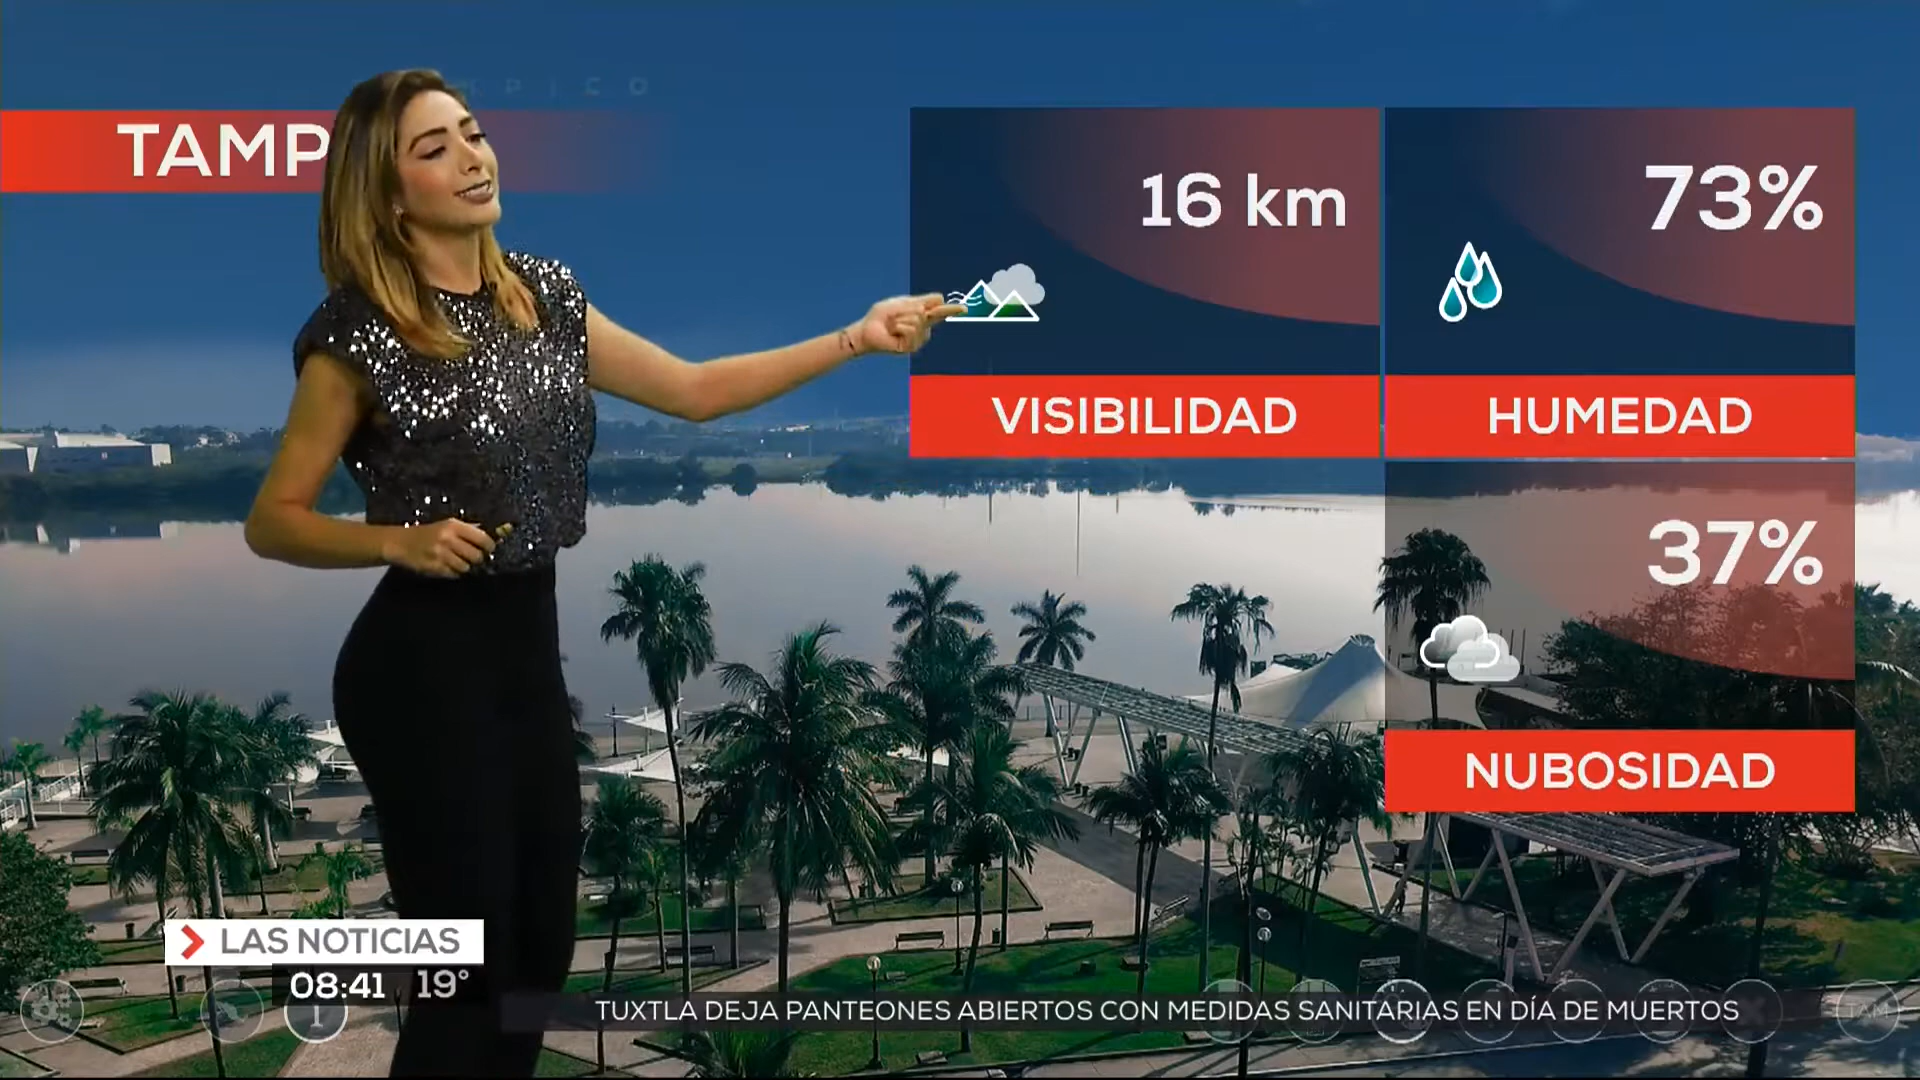 TAMP
16 km
73%
VISIBILIDAD
HUMEDAD
37%
NUBOSIDAD
LAS NOTICIAS
08:41 19°
TUXTLA DEJA PANTEONES ABIERTOS CON MEDIDAS SANITARIAS EN DÍA DE MUERTOS
TAM